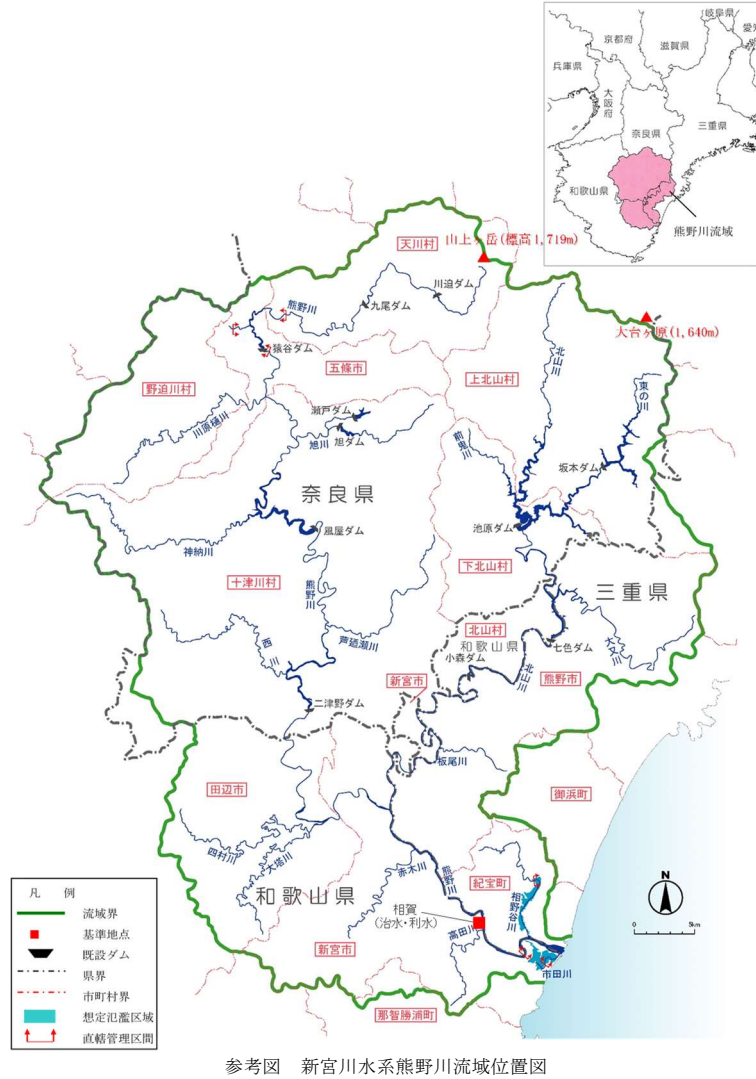 岐阜県
愛
京都府
滋賀県
兵庫県
大阪府
三重県
奈良県
和歌山県
熊野川流域
天川村
山上ヶ岳(標高1,719m)
川迫ダム
熊野川
九尾ダム
大台ヶ原(1,640m)
猿谷ダム
五條市
北山川
上北山村
東の川
野迫川村
瀬戸ダム
川原樋川
旭川
旭ダム
前鬼川
坂本ダム
奈良県
池原ダム
風屋ダム
神納川
下北山村
十津川村
熊野川
三重県
芦廼瀬川
北山村
和歌山県
大又川
西川
七色ダム
小森ダム
北山川
新宮市
熊野市
二津野ダム
板尾川
田辺市
御浜町
四村川
大塔川
赤木川
熊野川
紀宝町
相野谷川
和歌山県
相賀
(治水・利水)
高田川
新宮市
市田川
那智勝浦町
N
0
5km
凡 例
流域界
基準地点
既設ダム
県界
市町村界
想定氾濫区域
直轄管理区間
参考図 新宮川水系熊野川流域位置図